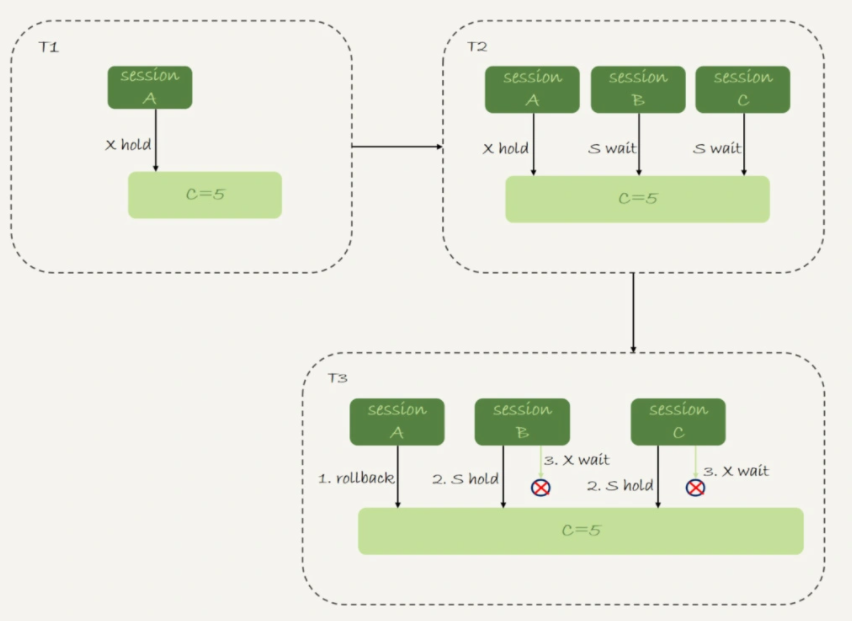 T1
session
A
X hold
C=5
T2
session
A
session
B
session
C
X hold
S wait
S wait
C=5
T3
session
A
session
B
session
C
1. rollback
2. S hold
3. X wait
2. S hold
3. X wait
C=5